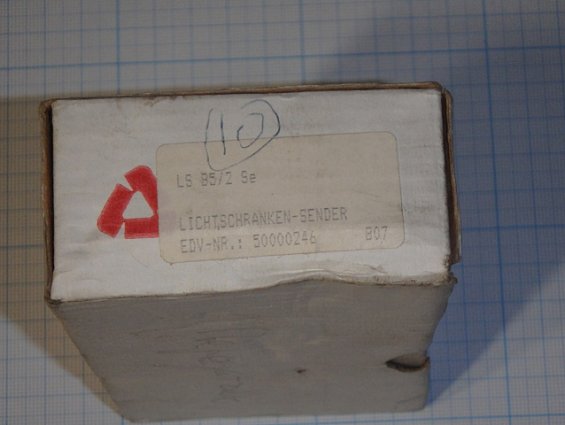 10
LS 85/2 Se
LICHTSCHRANKEN-SENDER
EDV-NR.: 50000246 B07